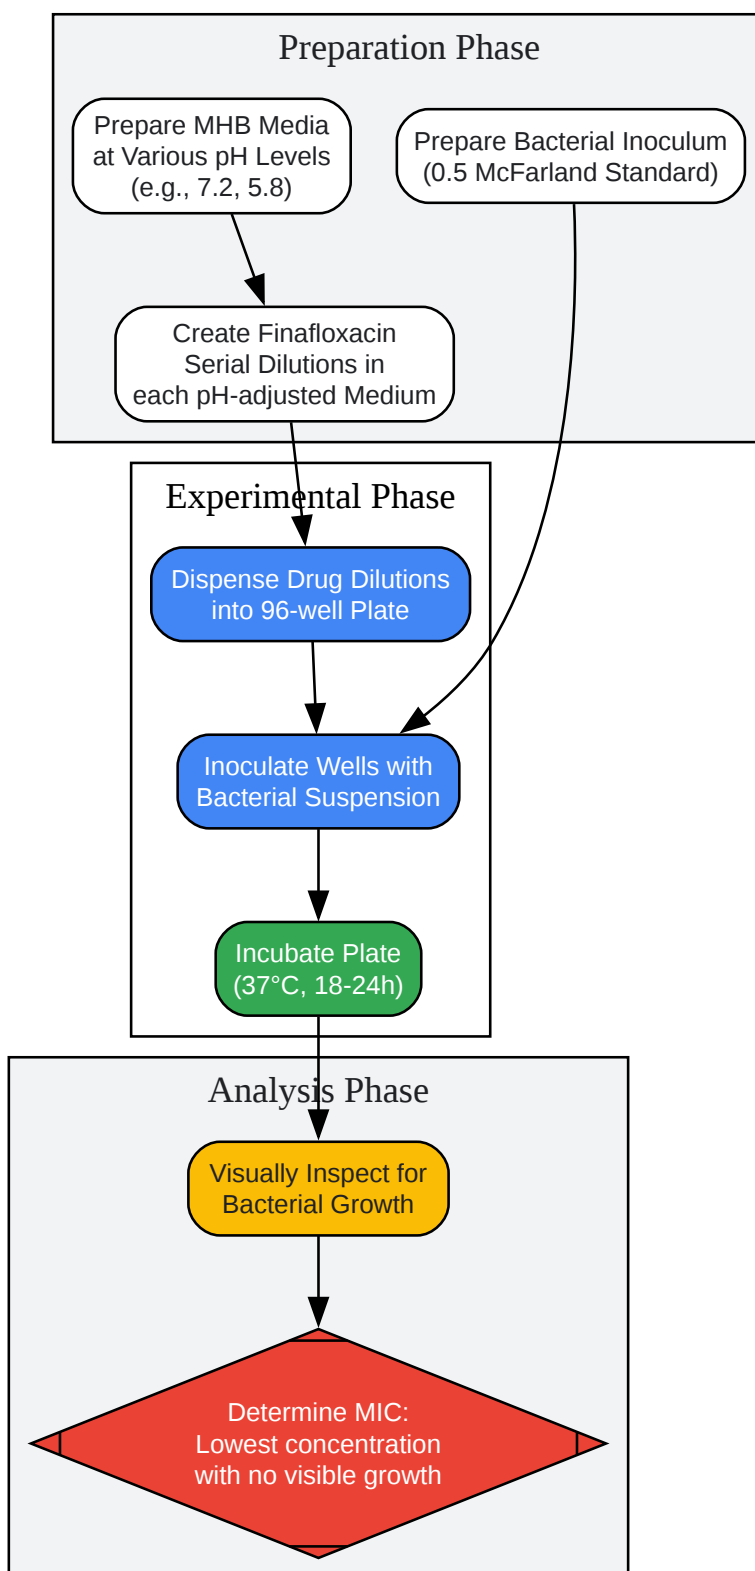 Preparation Phase
Prepare MHB Media
at Various pH Levels
(e.g., 7.2, 5.8)
Prepare Bacterial Inoculum
(0.5 McFarland Standard)
Create Finafloxacin
Serial Dilutions in
each pH-adjusted Medium
Experimental Phase
Dispense Drug Dilutions
into 96-well Plate
Inoculate Wells with
Bacterial Suspension
Incubate Plate
(37°C, 18-24h)
Analysis Phase
Visually Inspect for
Bacterial Growth
Determine MIC:
Lowest concentration
with no visible growth